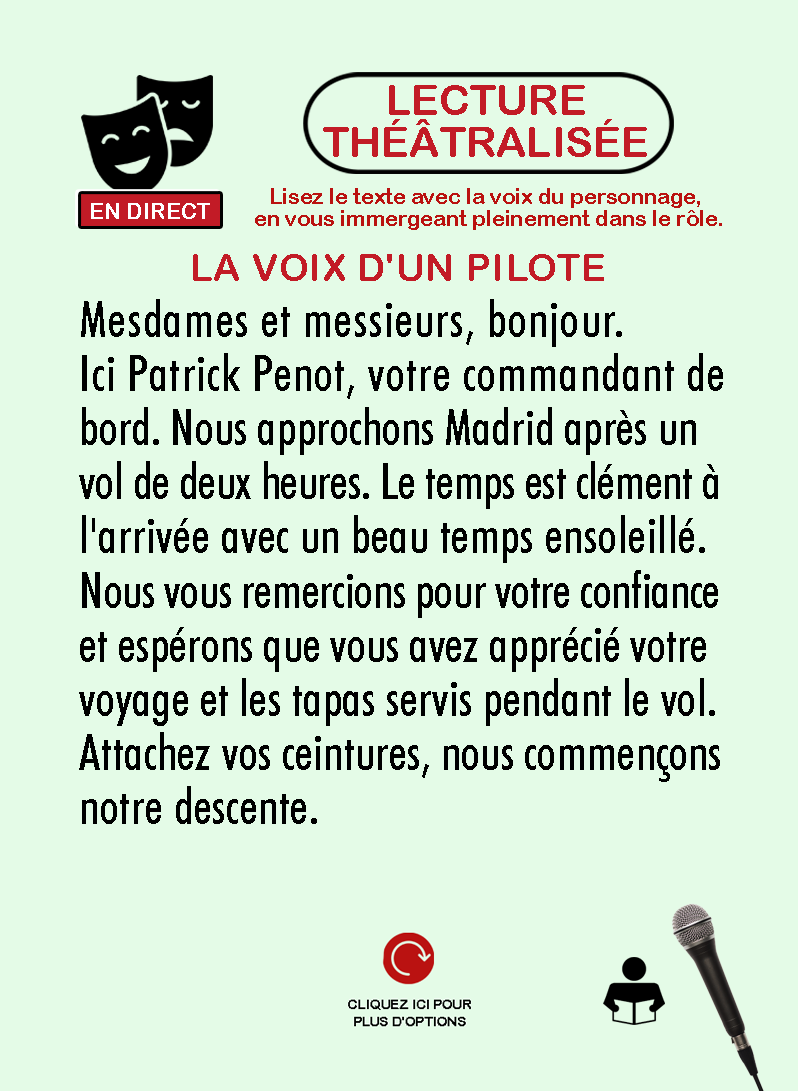 LECTURE
THÉÂTRALISÉE
EN DIRECT
Lisez le texte avec la voix du personnage,
en vous immergeant pleinement dans le rôle.
LA VOIX D'UN PILOTE
Mesdames et messieurs, bonjour.
Ici Patrick Penot, votre commandant de
bord. Nous approchons Madrid après un
vol de deux heures. Le temps est clément à
l'arrivée avec un beau temps ensoleillé.
Nous vous remercions pour votre confiance
et espérons que vous avez apprécié votre
voyage et les tapas servis pendant le vol.
Attachez vos ceintures, nous commençons
notre descente.
CLIQUEZ ICI POUR
PLUS D'OPTIONS